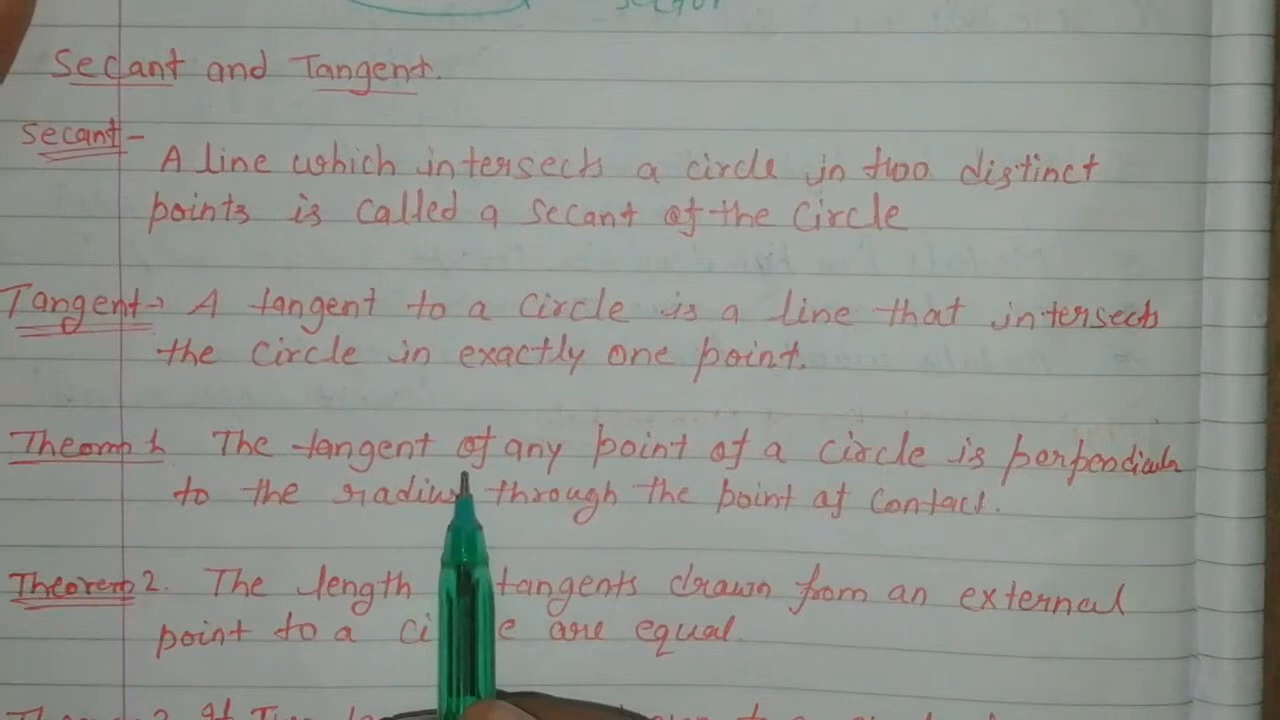 sector
Secant and Tangent.
Secant-
A line which intersects a circle in two distinct
points is called a secant of the Circle
Tangent→ A tangent to a circle is a line that intersects
the circle in exactly one point.
Theorm 1. The tangent of any point of a circle is perpendicular
to the radius through the point of Contact.
Theorem 2. The length tangents drawn from an external
point to a ci e are equal.